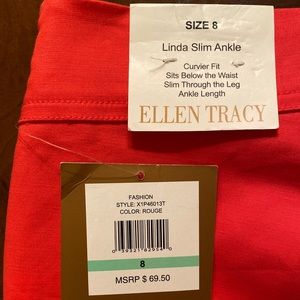 SIZE 8
Linda Slim Ankle
Curvier Fit
Sits Below the Waist
Slim Through the Leg
Ankle Length
ELLEN TRACY
FASHION
STYLE: X1P46013T
COLOR: ROUGE
8
MSRP $ 69.50